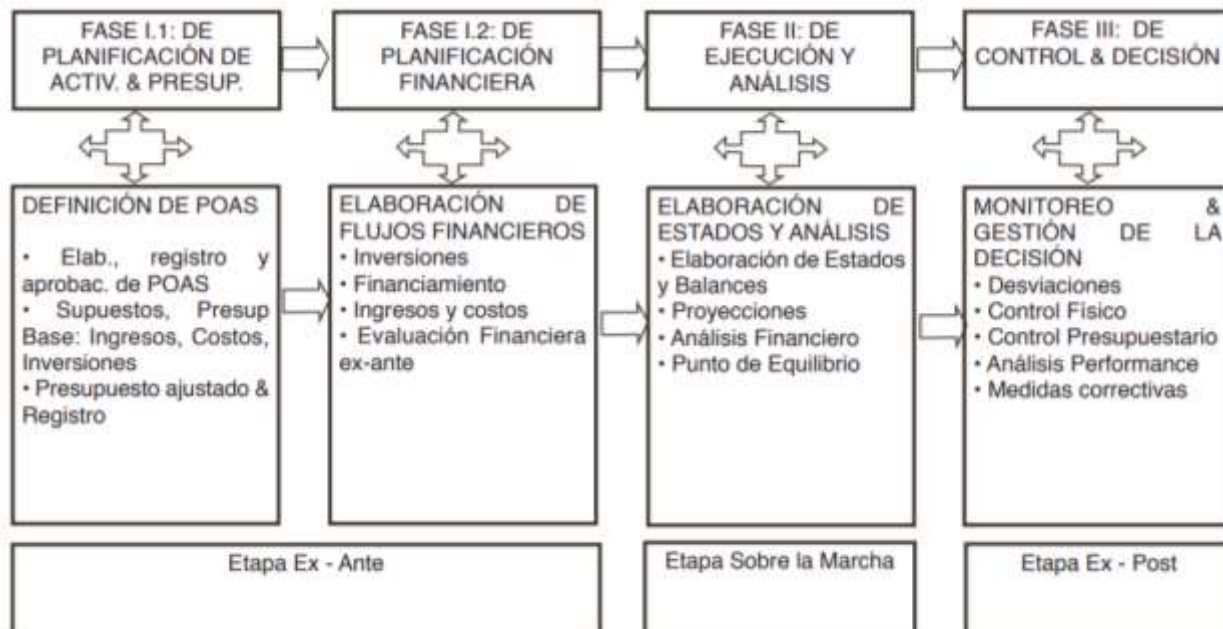 FASE I.1: DE
PLANIFICACIÓN DE
ACTIV. & PRESUP.
FASE I.2: DE
PLANIFICACIÓN
FINANCIERA
FASE II: DE
EJECUCIÓN Y
ANÁLISIS
FASE III: DE
CONTROL & DECISIÓN
DEFINICIÓN DE POAS
• Elab., registro y
aprobac. de POAS
• Supuestos, Presup
Base: Ingresos, Costos,
Inversiones
• Presupuesto ajustado &
Registro
ELABORACIÓN DE
FLUJOS FINANCIEROS
• Inversiones
• Financiamiento
• Ingresos y costos
• Evaluación Financiera
ex-ante
ELABORACIÓN DE
ESTADOS Y ANÁLISIS
• Elaboración de Estados
y Balances
• Proyecciones
• Análisis Financiero
• Punto de Equilibrio
MONITOREO &
GESTIÓN DE LA
DECISIÓN
• Desviaciones
• Control Físico
• Control Presupuestario
• Análisis Performance
• Medidas correctivas
Etapa Ex - Ante
Etapa Sobre la Marcha
Etapa Ex - Post